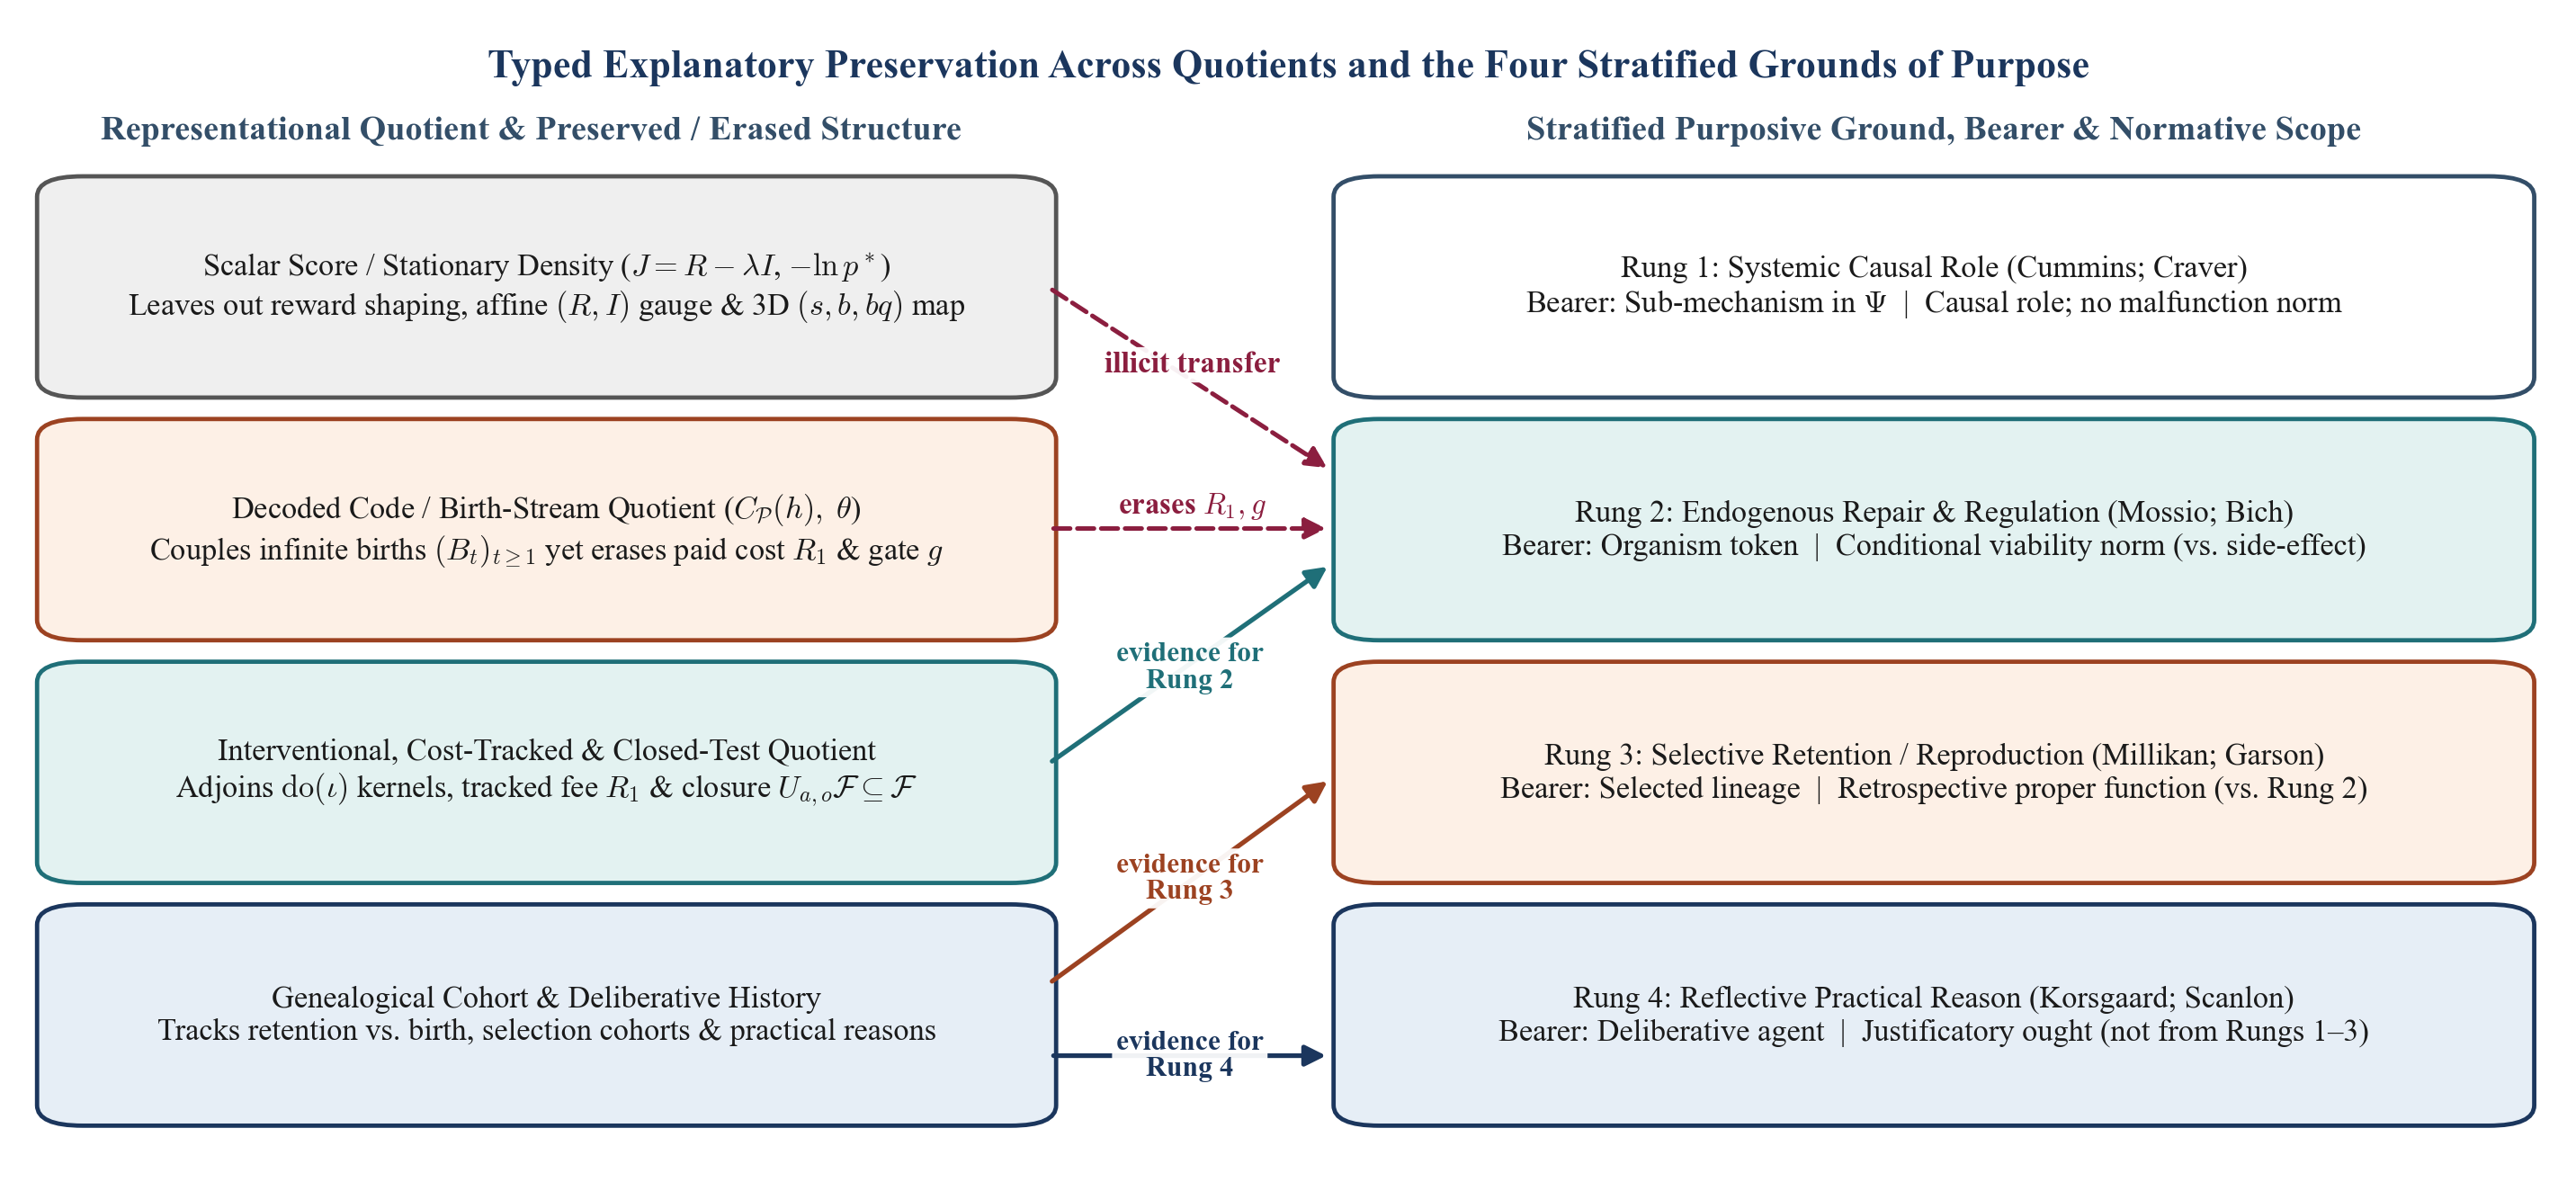 Typed Explanatory Preservation Across Quotients and the Four Stratified Grounds of Purpose
Representational Quotient & Preserved / Erased Structure
Stratified Purposive Ground, Bearer & Normative Scope
Scalar Score / Stationary Density (J = R − λI, −ln p*)
Leaves out reward shaping, affine (R, I) gauge & 3D (s, b, bq) map
Rung 1: Systemic Causal Role (Cummins; Craver)
Bearer: Sub-mechanism in Ψ | Causal role; no malfunction norm
illicit transfer
Decoded Code / Birth-Stream Quotient (C_𝒫(h), θ)
Couples infinite births (B_t)_{t≥1} yet erases paid cost R₁ & gate g
erases R₁, g
Rung 2: Endogenous Repair & Regulation (Mossio; Bich)
Bearer: Organism token | Conditional viability norm (vs. side-effect)
evidence for
Rung 2
Interventional, Cost-Tracked & Closed-Test Quotient
Adjoins do(ι) kernels, tracked fee R₁ & closure U_{a,o}ℱ ⊆ ℱ
Rung 3: Selective Retention / Reproduction (Millikan; Garson)
Bearer: Selected lineage | Retrospective proper function (vs. Rung 2)
evidence for
Rung 3
Genealogical Cohort & Deliberative History
Tracks retention vs. birth, selection cohorts & practical reasons
evidence for
Rung 4
Rung 4: Reflective Practical Reason (Korsgaard; Scanlon)
Bearer: Deliberative agent | Justificatory ought (not from Rungs 1–3)